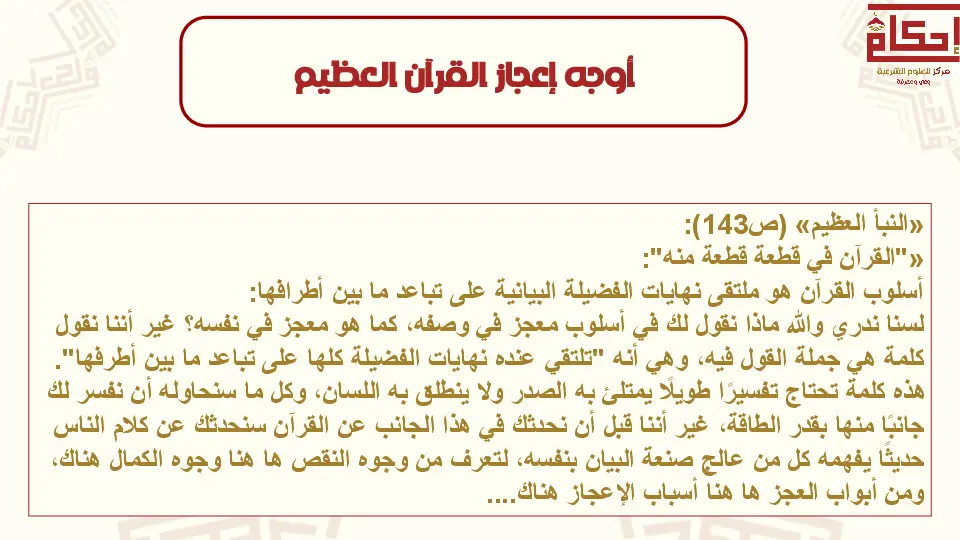 إحكام
مركز للعلوم الشرعية
وعي ومعرفة
أوجه إعجاز القرآن العظيم
«النبأ العظيم» (ص143):
«"القرآن في قطعة قطعة منه":
أسلوب القرآن هو ملتقى نهايات الفضيلة البيانية على تباعد ما بين أطرافها:
لسنا ندري والله ماذا نقول لك في أسلوب معجز في وصفه، كما هو معجز في نفسه؟ غير أننا نقول
كلمة هي جملة القول فيه، وهي أنه "تلتقي عنده نهايات الفضيلة كلها على تباعد ما بين أطرفها".
هذه كلمة تحتاج تفسيرًا طويلًا يمتلئ به الصدر ولا ينطلق به اللسان، وكل ما سنحاوله أن نفسر لك
جانبًا منها بقدر الطاقة، غير أننا قبل أن نحدثك في هذا الجانب عن القرآن سنحدثك عن كلام الناس
حديثًا يفهمه كل من عالج صنعة البيان بنفسه، لتعرف من وجوه النقص ها هنا وجوه الكمال هناك،
ومن أبواب العجز ها هنا أسباب الإعجاز هناك....